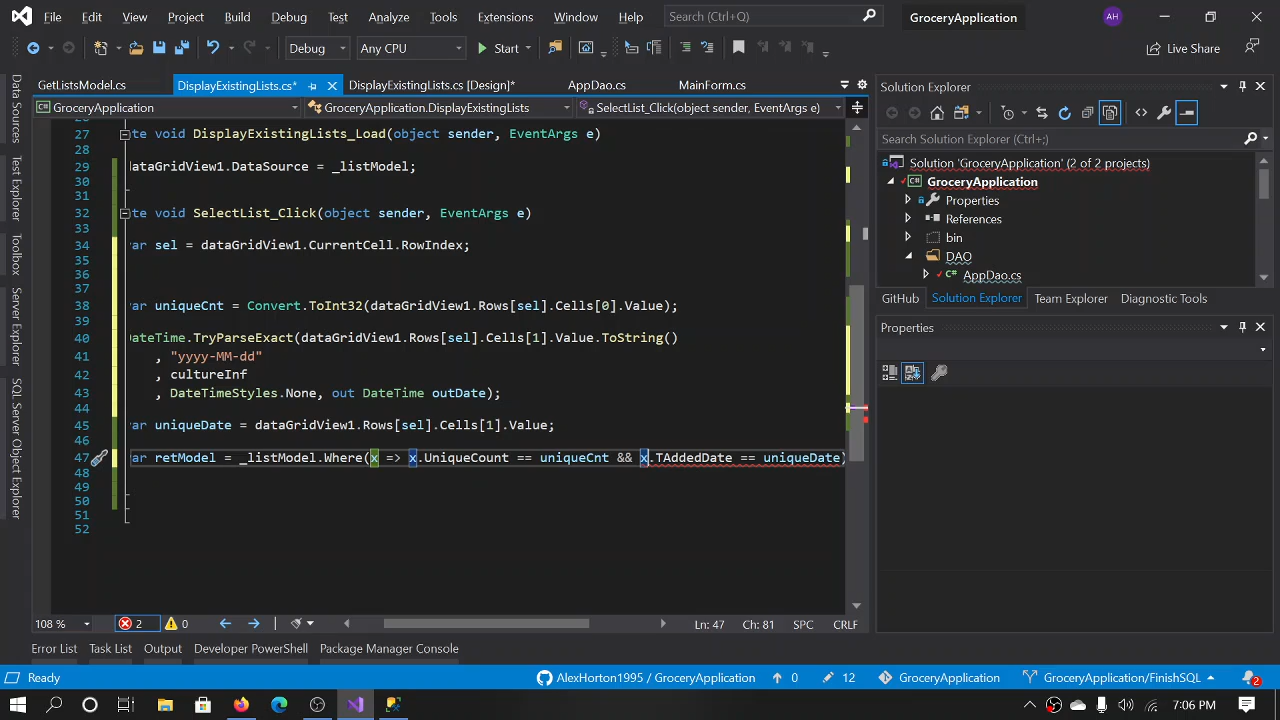 File Edit View Project Build Debug Test Analyze Tools Extensions Window Help Search (Ctrl+Q) GroceryApplication AH
Debug Any CPU Start Live Share
GetListsModel.cs DisplayExistingLists.cs* DisplayExistingLists.cs [Design]* AppDao.cs MainForm.cs
GroceryApplication GroceryApplication.DisplayExistingLists SelectList_Click(object sender, EventArgs e)
Data Sources
Test Explorer
Toolbox
Server Explorer
SQL Server Object Explorer
27 te void DisplayExistingLists_Load(object sender, EventArgs e)
28
29 dataGridView1.DataSource = _listModel;
30
31
32 te void SelectList_Click(object sender, EventArgs e)
33
34 ar sel = dataGridView1.CurrentCell.RowIndex;
35
36
37
38 ar uniqueCnt = Convert.ToInt32(dataGridView1.Rows[sel].Cells[0].Value);
39
40 ateTime.TryParseExact(dataGridView1.Rows[sel].Cells[1].Value.ToString()
41 , "yyyy-MM-dd"
42 , cultureInf
43 , DateTimeStyles.None, out DateTime outDate);
44
45 ar uniqueDate = dataGridView1.Rows[sel].Cells[1].Value;
46
47 ar retModel = _listModel.Where(x => x.UniqueCount == uniqueCnt && x.TAddedDate == uniqueDate)
48
49
50
51
52
108 % 2 0 Ln: 47 Ch: 81 SPC CRLF
Solution Explorer
Search Solution Explorer (Ctrl+;)
Solution 'GroceryApplication' (2 of 2 projects)
GroceryApplication
Properties
References
bin
DAO
AppDao.cs
GitHub Solution Explorer Team Explorer Diagnostic Tools
Properties
Error List Task List Output Developer PowerShell Package Manager Console
Ready AlexHorton1995 / GroceryApplication 0 12 GroceryApplication GroceryApplication/FinishSQL 2
7:06 PM